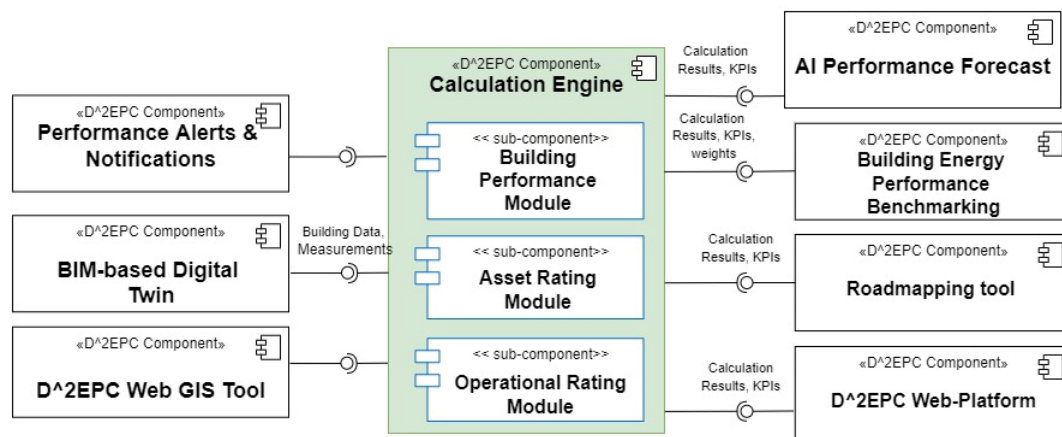 «D^2EPC Component»
Performance Alerts &
Notifications
«D^2EPC Component»
BIM-based Digital
Twin
«D^2EPC Component»
D^2EPC Web GIS Tool
Building Data,
Measurements
«D^2EPC Component»
Calculation Engine
<< sub-component>>
Building
Performance
Module
<< sub-component>>
Asset Rating
Module
<< sub-component>>
Operational Rating
Module
Calculation
Results, KPIs
Calculation
Results, KPIs,
weights
Calculation
Results, KPIs
Calculation
Results, KPIs
«D^2EPC Component»
AI Performance Forecast
«D^2EPC Component»
Building Energy
Performance
Benchmarking
«D^2EPC Component»
Roadmapping tool
«D^2EPC Component»
D^2EPC Web-Platform